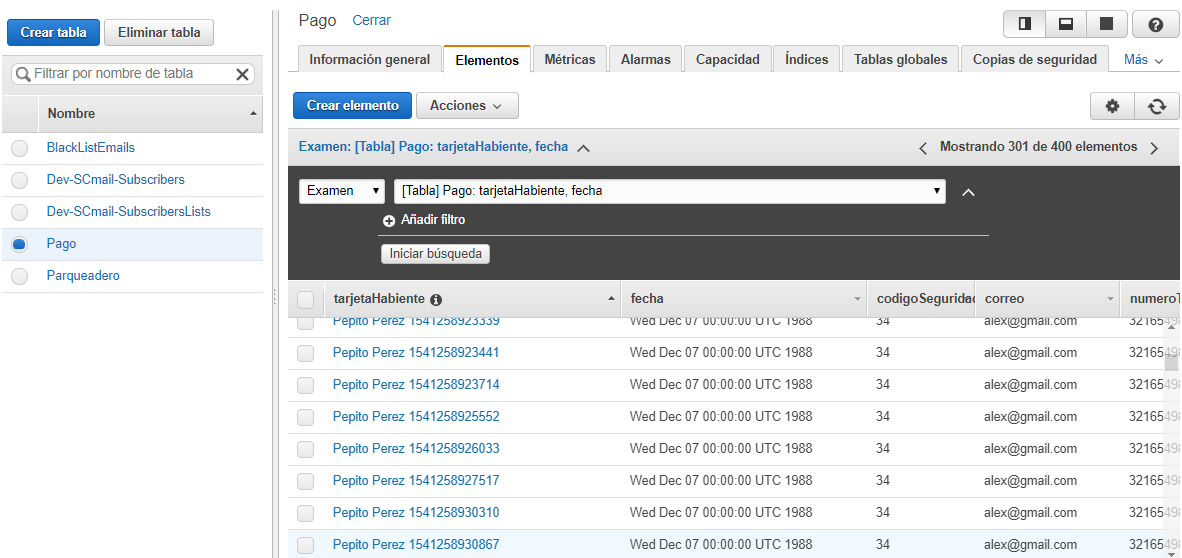 Crear tabla Eliminar tabla
Filtrar por nombre de tabla
Nombre
BlackListEmails
Dev-SCmail-Subscribers
Dev-SCmail-SubscribersLists
Pago
Parqueadero
Pago Cerrar
Información general Elementos Métricas Alarmas Capacidad Índices Tablas globales Copias de seguridad Más
Crear elemento Acciones
Examen: [Tabla] Pago: tarjetaHabiente, fecha Mostrando 301 de 400 elementos
Examen [Tabla] Pago: tarjetaHabiente, fecha
Añadir filtro
Iniciar búsqueda
tarjetaHabiente fecha codigoSeguridad correo numeroT
Pepito Perez 1541258923339 Wed Dec 07 00:00:00 UTC 1988 34 alex@gmail.com 32165498
Pepito Perez 1541258923441 Wed Dec 07 00:00:00 UTC 1988 34 alex@gmail.com 32165498
Pepito Perez 1541258923714 Wed Dec 07 00:00:00 UTC 1988 34 alex@gmail.com 32165498
Pepito Perez 1541258925552 Wed Dec 07 00:00:00 UTC 1988 34 alex@gmail.com 32165498
Pepito Perez 1541258926033 Wed Dec 07 00:00:00 UTC 1988 34 alex@gmail.com 32165498
Pepito Perez 1541258927517 Wed Dec 07 00:00:00 UTC 1988 34 alex@gmail.com 32165498
Pepito Perez 1541258930310 Wed Dec 07 00:00:00 UTC 1988 34 alex@gmail.com 32165498
Pepito Perez 1541258930867 Wed Dec 07 00:00:00 UTC 1988 34 alex@gmail.com 32165498